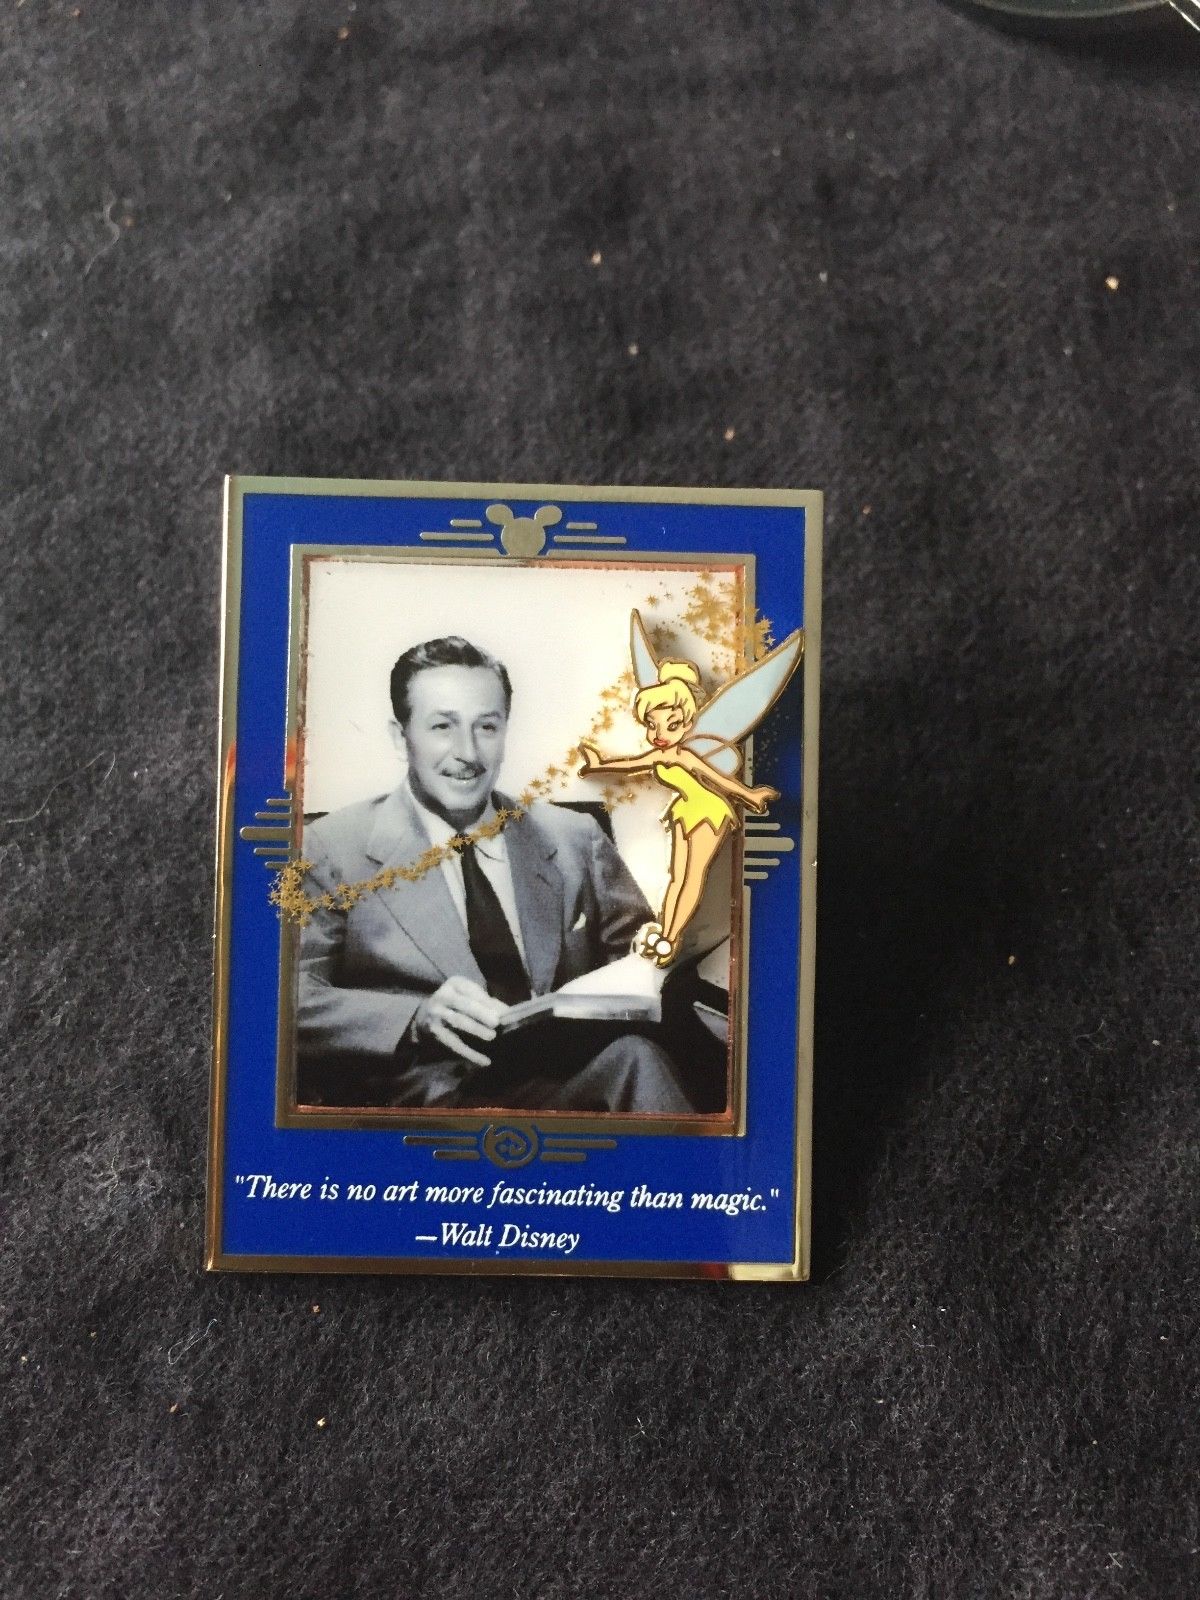 "There is no art more fascinating than magic."
—Walt Disney